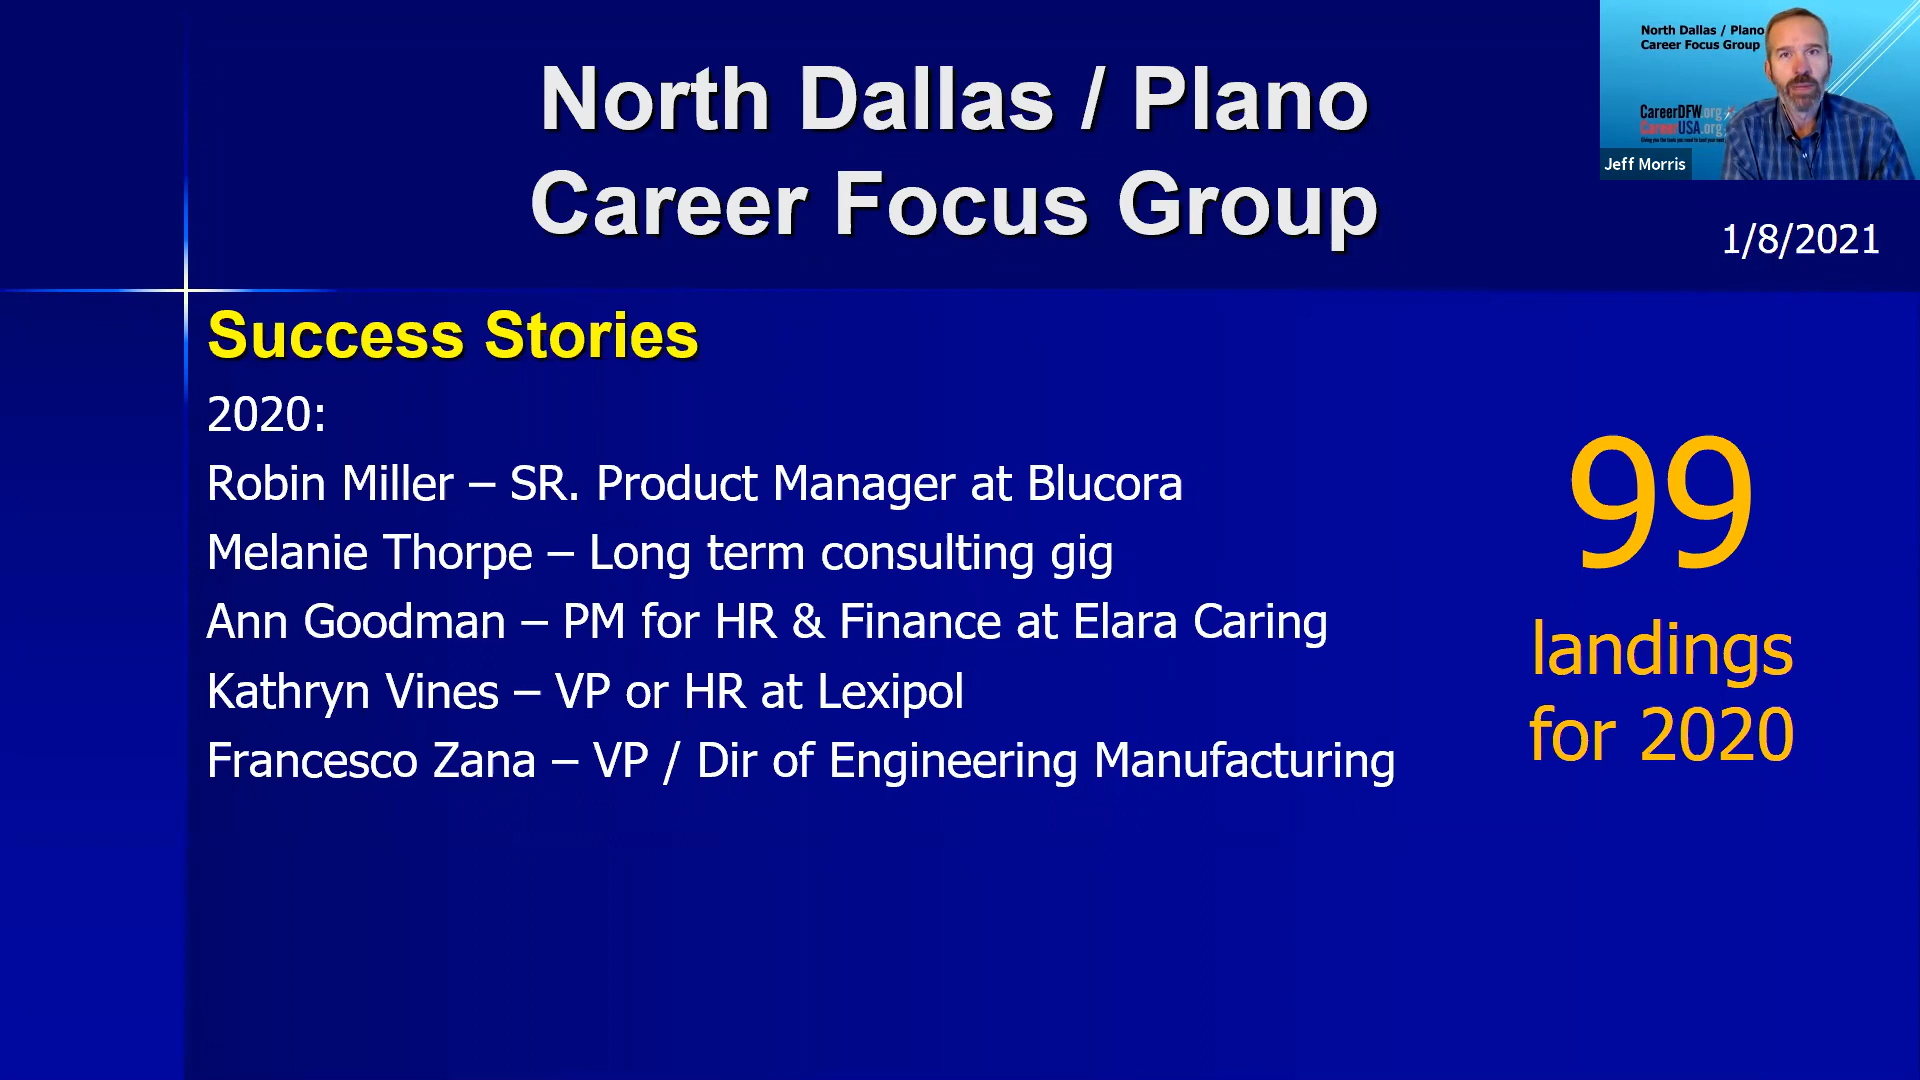 North Dallas / Plano
Career Focus Group
North Dallas / Plano
Career Focus Group
CareerDFW.org
CareerUSA.org
Jeff Morris
1/8/2021
Success Stories
2020:
Robin Miller – SR. Product Manager at Blucora
Melanie Thorpe – Long term consulting gig
Ann Goodman – PM for HR & Finance at Elara Caring
Kathryn Vines – VP or HR at Lexipol
Francesco Zana – VP / Dir of Engineering Manufacturing
99
landings
for 2020